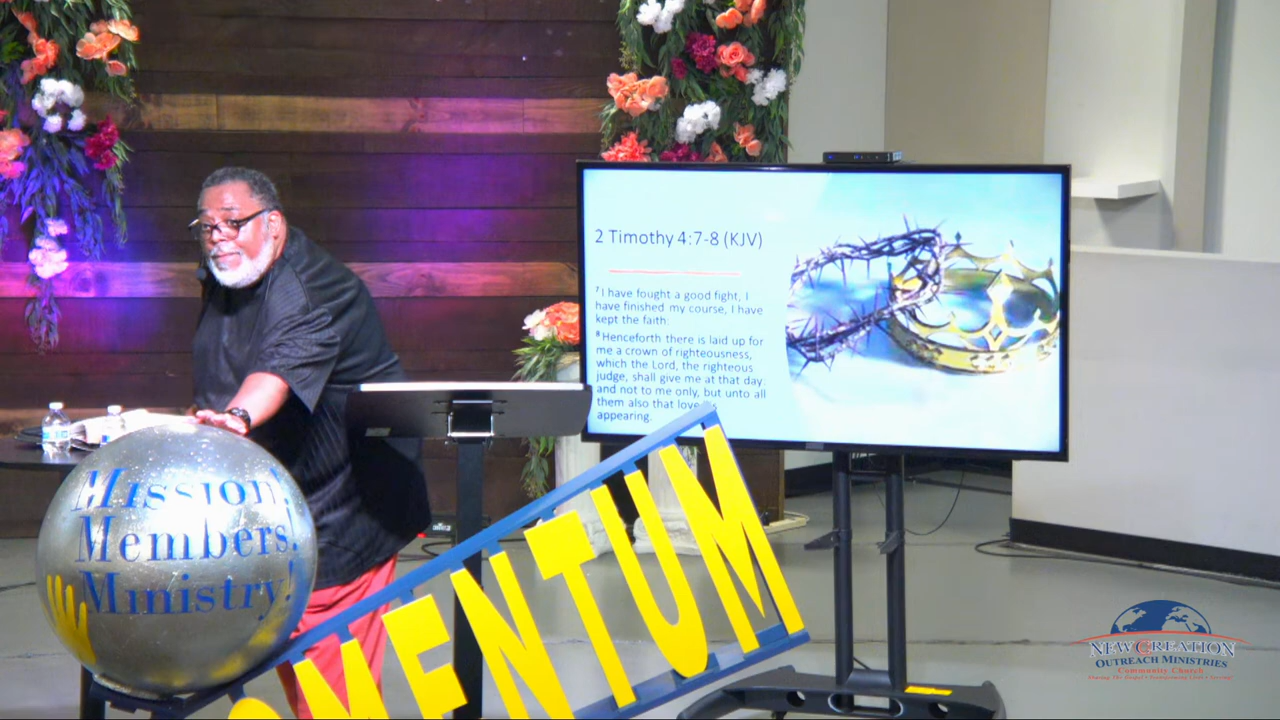 2 Timothy 4:7-8 (KJV)
7 I have fought a good fight, I
have finished my course, I have
kept the faith:
8 Henceforth there is laid up for
me a crown of righteousness,
which the Lord, the righteous
judge, shall give me at that day:
and not to me only, but unto all
them also that love
appearing.
Mission!
Members!
Ministry!
OMENTUM
NEW CREATION
OUTREACH MINISTRIES
Community Church